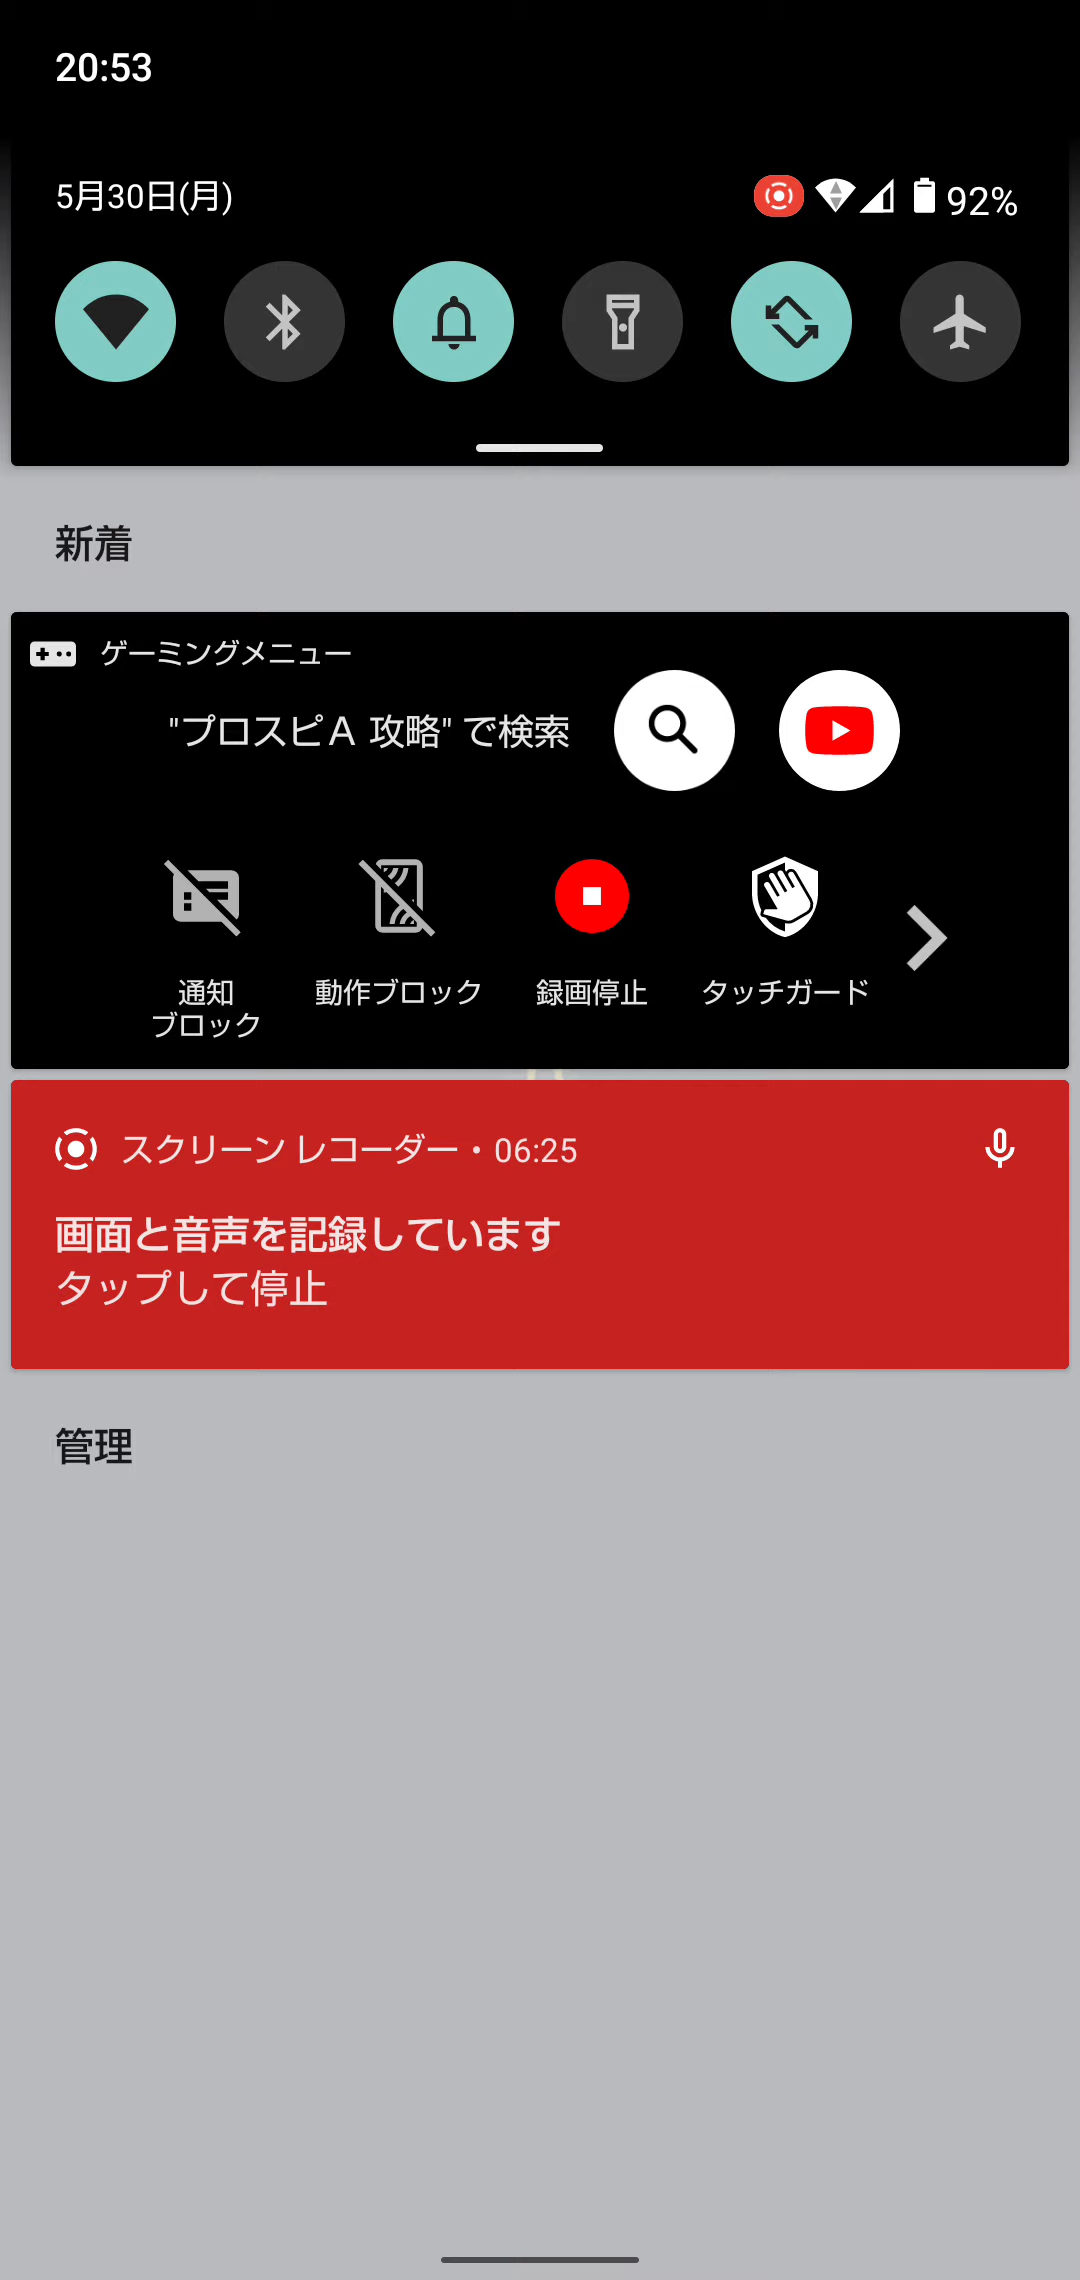 20:53
5月30日(月)
92%
新着
ゲーミングメニュー
"プロスピA 攻略" で検索
通知
ブロック
動作ブロック
録画停止
タッチガード
スクリーン レコーダー・06:25
画面と音声を記録しています
タップして停止
管理